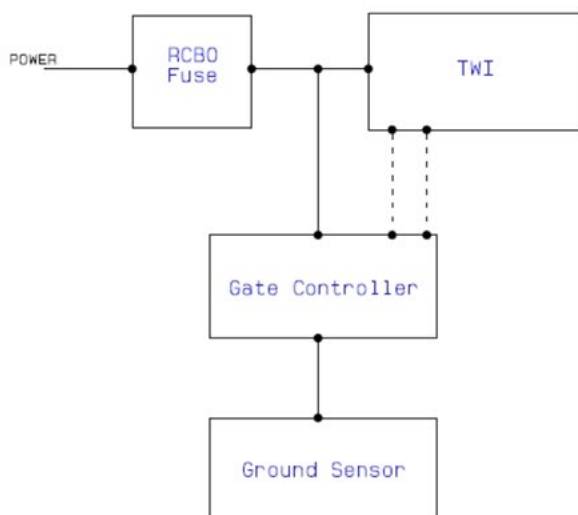 POWER
RCBO
Fuse
TWI
Gate Controller
Ground Sensor